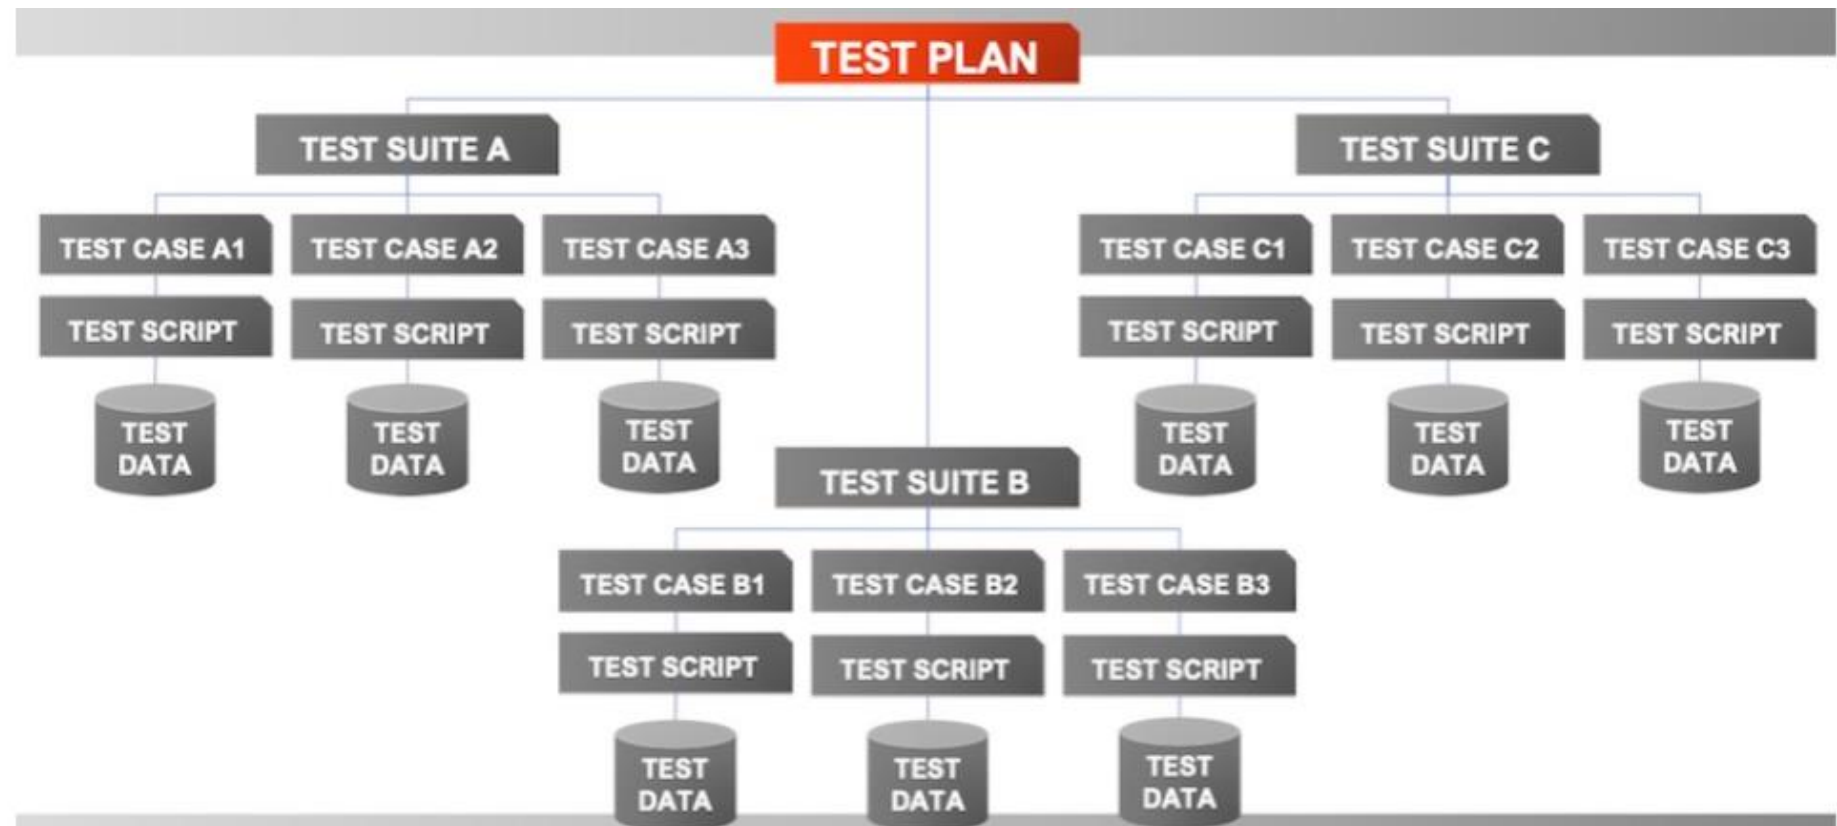 TEST PLAN
TEST SUITE A
TEST SUITE C
TEST CASE A1
TEST CASE A2
TEST CASE A3
TEST CASE C1
TEST CASE C2
TEST CASE C3
TEST SCRIPT
TEST SCRIPT
TEST SCRIPT
TEST SCRIPT
TEST SCRIPT
TEST SCRIPT
TEST
DATA
TEST
DATA
TEST
DATA
TEST
DATA
TEST
DATA
TEST
DATA
TEST SUITE B
TEST CASE B1
TEST CASE B2
TEST CASE B3
TEST SCRIPT
TEST SCRIPT
TEST SCRIPT
TEST
DATA
TEST
DATA
TEST
DATA